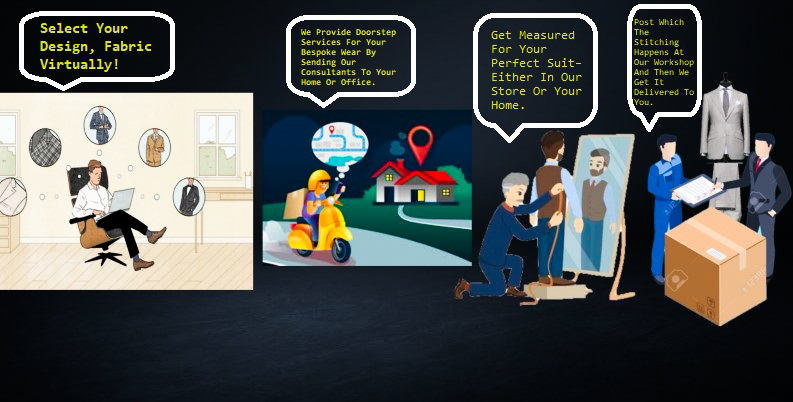 Select Your
Design, Fabric
Virtually!
We Provide Doorstep
Services For Your
Bespoke Wear By
Sending Our
Consultants To Your
Home Or Office.
Get Measured
For Your
Perfect Suit-
Either In Our
Store Or Your
Home.
Post Which
The
Stitching
Happens At
Our Workshop
And Then We
Get It
Delivered To
You.